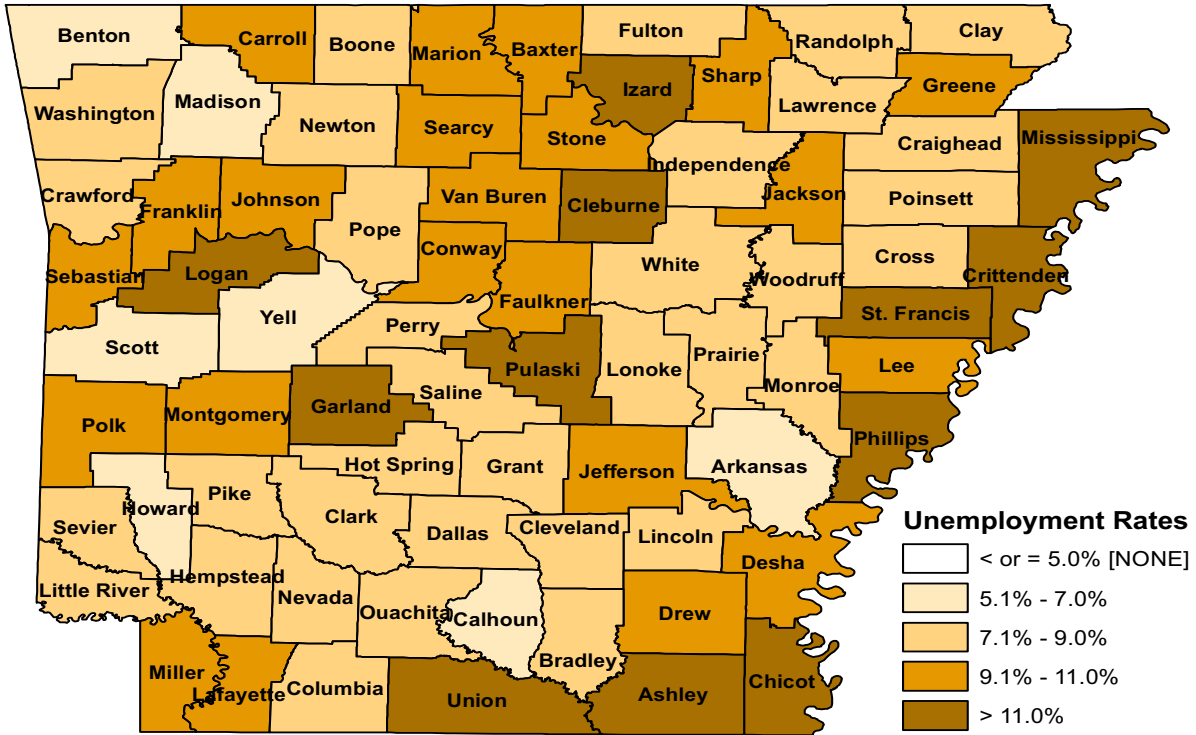 Benton
Carroll
Boone
Marion
Baxter
Fulton
Randolph
Clay
Washington
Madison
Newton
Searcy
Stone
Izard
Sharp
Lawrence
Greene
Crawford
Franklin
Johnson
Pope
Van Buren
Cleburne
Independence
Jackson
Craighead
Mississippi
Poinsett
Sebastian
Logan
Conway
Faulkner
White
Woodruff
Cross
Crittenden
St. Francis
Scott
Yell
Perry
Pulaski
Lonoke
Prairie
Monroe
Lee
Polk
Montgomery
Garland
Saline
Phillips
Hot Spring
Grant
Jefferson
Arkansas
Sevier
Howard
Pike
Clark
Dallas
Cleveland
Lincoln
Desha
Little River
Hempstead
Nevada
Ouachita
Calhoun
Bradley
Drew
Miller
Lafayette
Columbia
Union
Ashley
Chicot
Unemployment Rates
< or = 5.0% [NONE]
5.1% - 7.0%
7.1% - 9.0%
9.1% - 11.0%
> 11.0%